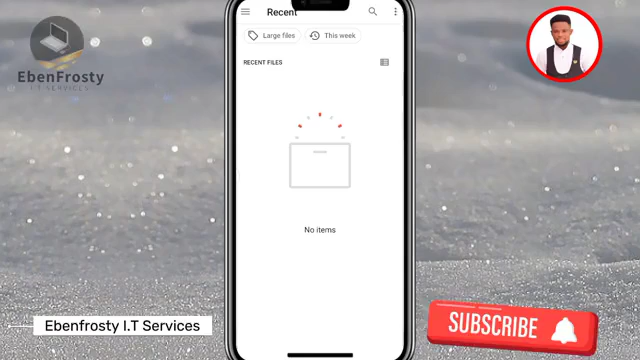 Recent
Large files
This week
RECENT FILES
No items
EbenFrosty
I.T SERVICES
Ebenfrosty I.T Services
SUBSCRIBE